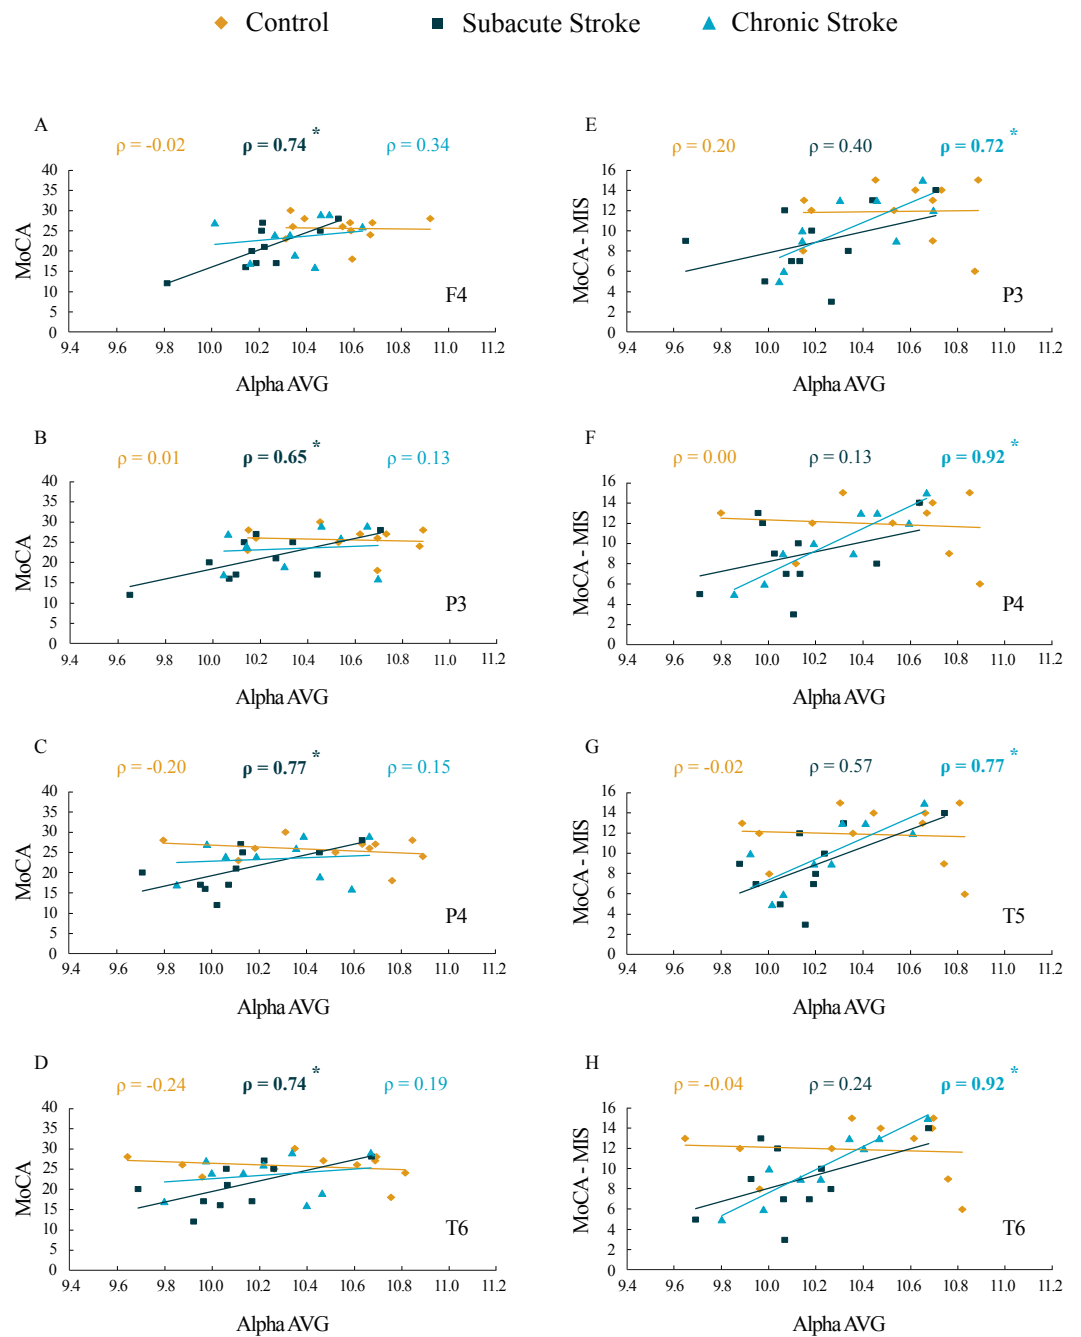 Control Subacute Stroke Chronic Stroke
A
ρ = -0.02 ρ = 0.74 * ρ = 0.34
MoCA
40
35
30
25
20
15
10
5
0
9.4 9.6 9.8 10.0 10.2 10.4 10.6 10.8 11.0 11.2
Alpha AVG
F4
B
ρ = 0.01 ρ = 0.65 * ρ = 0.13
MoCA
40
35
30
25
20
15
10
5
0
9.4 9.6 9.8 10.0 10.2 10.4 10.6 10.8 11.0 11.2
Alpha AVG
P3
C
ρ = -0.20 ρ = 0.77 * ρ = 0.15
MoCA
40
35
30
25
20
15
10
5
0
9.4 9.6 9.8 10.0 10.2 10.4 10.6 10.8 11.0 11.2
Alpha AVG
P4
D
ρ = -0.24 ρ = 0.74 * ρ = 0.19
MoCA
40
35
30
25
20
15
10
5
0
9.4 9.6 9.8 10.0 10.2 10.4 10.6 10.8 11.0 11.2
Alpha AVG
T6
E
ρ = 0.20 ρ = 0.40 ρ = 0.72 *
MoCA - MIS
16
14
12
10
8
6
4
2
0
9.4 9.6 9.8 10.0 10.2 10.4 10.6 10.8 11.0 11.2
Alpha AVG
P3
F
ρ = 0.00 ρ = 0.13 ρ = 0.92 *
MoCA - MIS
16
14
12
10
8
6
4
2
0
9.4 9.6 9.8 10.0 10.2 10.4 10.6 10.8 11.0 11.2
Alpha AVG
P4
G
ρ = -0.02 ρ = 0.57 ρ = 0.77 *
MoCA - MIS
16
14
12
10
8
6
4
2
0
9.4 9.6 9.8 10.0 10.2 10.4 10.6 10.8 11.0 11.2
Alpha AVG
T5
H
ρ = -0.04 ρ = 0.24 ρ = 0.92 *
MoCA - MIS
16
14
12
10
8
6
4
2
0
9.4 9.6 9.8 10.0 10.2 10.4 10.6 10.8 11.0 11.2
Alpha AVG
T6